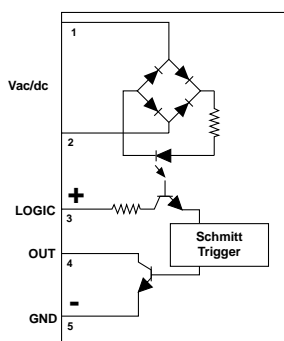 1
Vac/dc
2
+
LOGIC
3
Schmitt
Trigger
OUT
4
-
GND
5